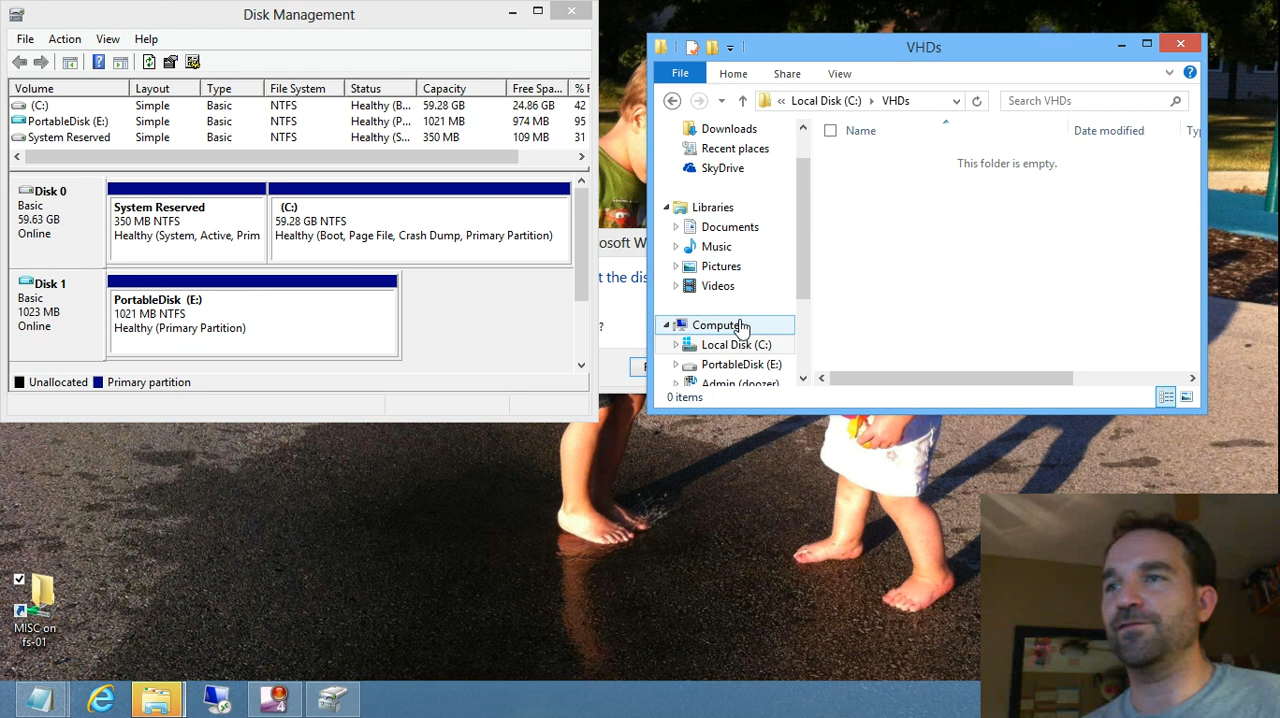 Disk Management
File Action View Help
Volume Layout Type File System Status Capacity Free Spa... % F
(C:) Simple Basic NTFS Healthy (B... 59.28 GB 24.86 GB 42
PortableDisk (E:) Simple Basic NTFS Healthy (P... 1021 MB 974 MB 95
System Reserved Simple Basic NTFS Healthy (S... 350 MB 109 MB 31
Disk 0
Basic
59.63 GB
Online
System Reserved
350 MB NTFS
Healthy (System, Active, Prim
(C:)
59.28 GB NTFS
Healthy (Boot, Page File, Crash Dump, Primary Partition)
Disk 1
Basic
1023 MB
Online
PortableDisk (E:)
1021 MB NTFS
Healthy (Primary Partition)
Unallocated Primary partition
osoft W
t the dis
?
VHDs
File Home Share View
« Local Disk (C:) VHDs
Search VHDs
Downloads
Recent places
SkyDrive
Libraries
Documents
Music
Pictures
Videos
Computer
Local Disk (C:)
PortableDisk (E:)
Admin (doozer)
Name Date modified Ty
This folder is empty.
0 items
MISC on
fs-01